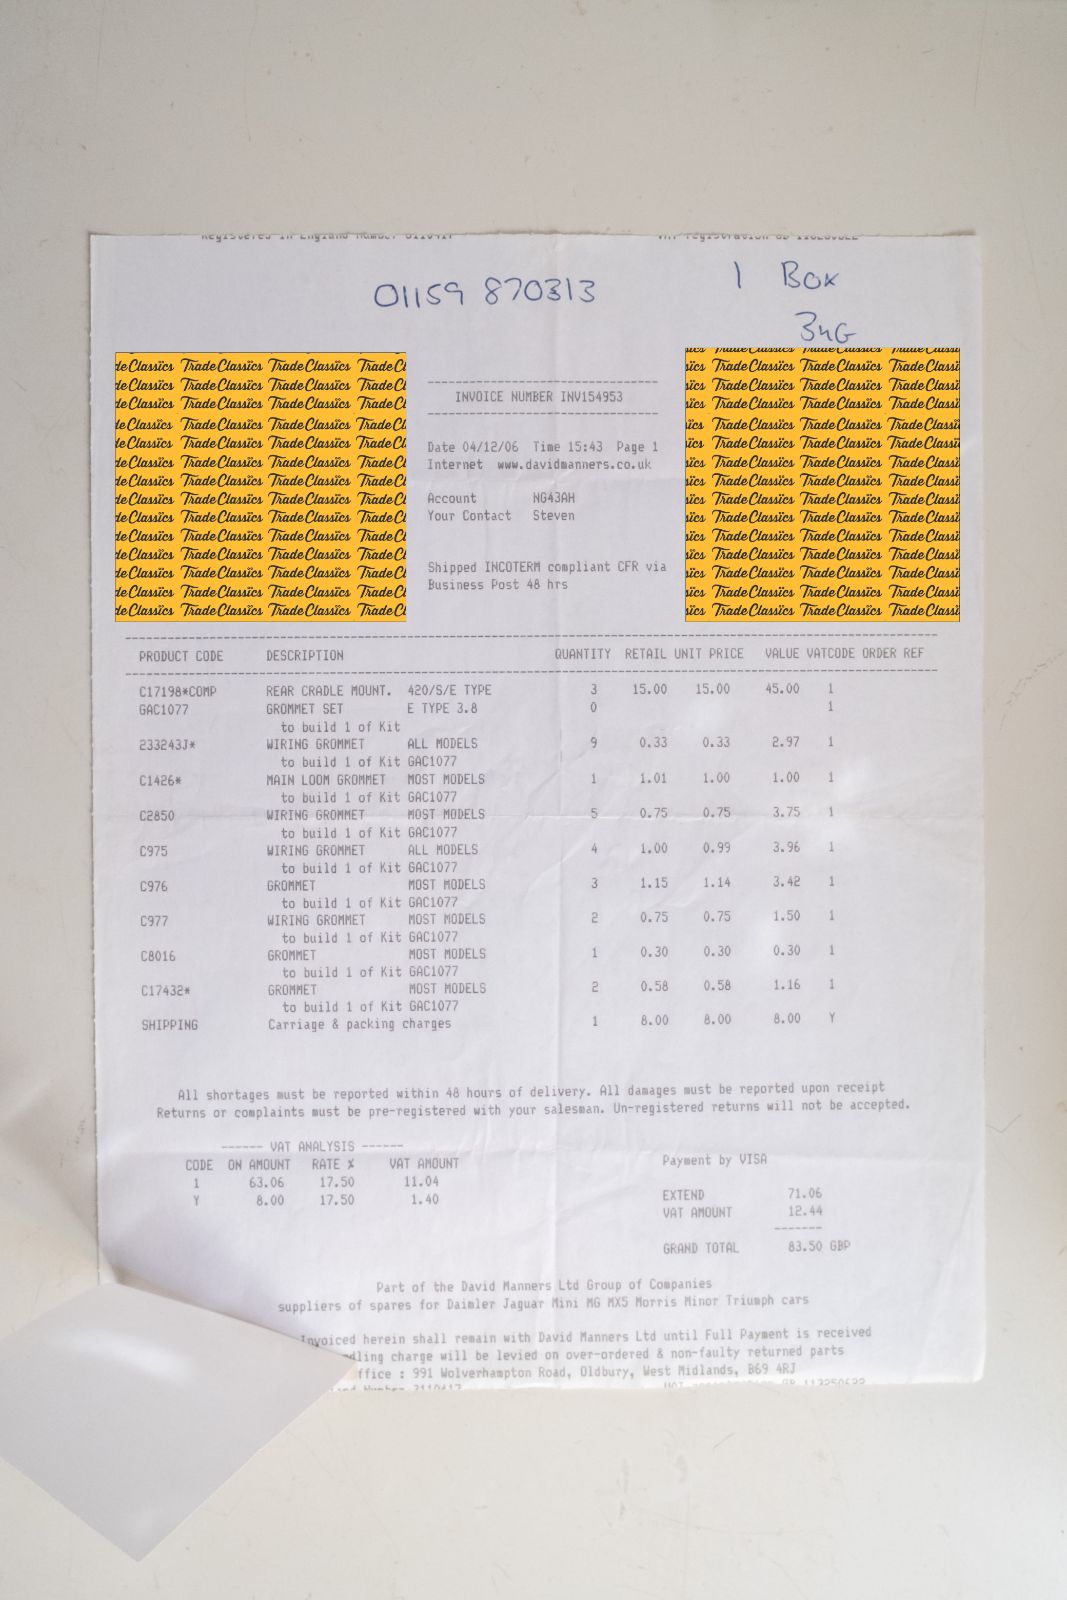 Registered in England Number 3110417
01159 870313
1 Box
INVOICE NUMBER INV154953
Date 04/12/06 Time 15:43 Page 1
Internet www.davidmanners.co.uk
Account NG43AH
Your Contact Steven
Shipped INCOTERM compliant CFR via
Business Post 48 hrs
Trade Classics
PRODUCT CODE DESCRIPTION QUANTITY RETAIL UNIT PRICE VALUE VATCODE ORDER REF
C17198*COMP REAR CRADLE MOUNT. 420/S/E TYPE 3 15.00 15.00 45.00 1
GAC1077 GROMMET SET E TYPE 3.8 0 1
to build 1 of Kit
233243J* WIRING GROMMET ALL MODELS 9 0.33 0.33 2.97 1
to build 1 of Kit GAC1077
C1426* MAIN LOOM GROMMET MOST MODELS 1 1.01 1.00 1.00 1
to build 1 of Kit GAC1077
C2850 WIRING GROMMET MOST MODELS 5 0.75 0.75 3.75 1
to build 1 of Kit GAC1077
C975 WIRING GROMMET ALL MODELS 4 1.00 0.99 3.96 1
to build 1 of Kit GAC1077
C976 GROMMET MOST MODELS 3 1.15 1.14 3.42 1
to build 1 of Kit GAC1077
C977 WIRING GROMMET MOST MODELS 2 0.75 0.75 1.50 1
to build 1 of Kit GAC1077
C8016 GROMMET MOST MODELS 1 0.30 0.30 0.30 1
to build 1 of Kit GAC1077
C17432* GROMMET MOST MODELS 2 0.58 0.58 1.16 1
to build 1 of Kit GAC1077
SHIPPING Carriage & packing charges 1 8.00 8.00 8.00 Y
All shortages must be reported within 48 hours of delivery. All damages must be reported upon receipt
Returns or complaints must be pre-registered with your salesman. Un-registered returns will not be accepted.
------ VAT ANALYSIS ------
CODE ON AMOUNT RATE % VAT AMOUNT
1 63.06 17.50 11.04
Y 8.00 17.50 1.40
Payment by VISA
EXTEND 71.06
VAT AMOUNT 12.44
GRAND TOTAL 83.50 GBP
Part of the David Manners Ltd Group of Companies
suppliers of spares for Daimler Jaguar Mini MG MX5 Morris Minor Triumph cars
Invoiced herein shall remain with David Manners Ltd until Full Payment is received
dling charge will be levied on over-ordered & non-faulty returned parts
ffice : 991 Wolverhampton Road, Oldbury, West Midlands, B69 4RJ